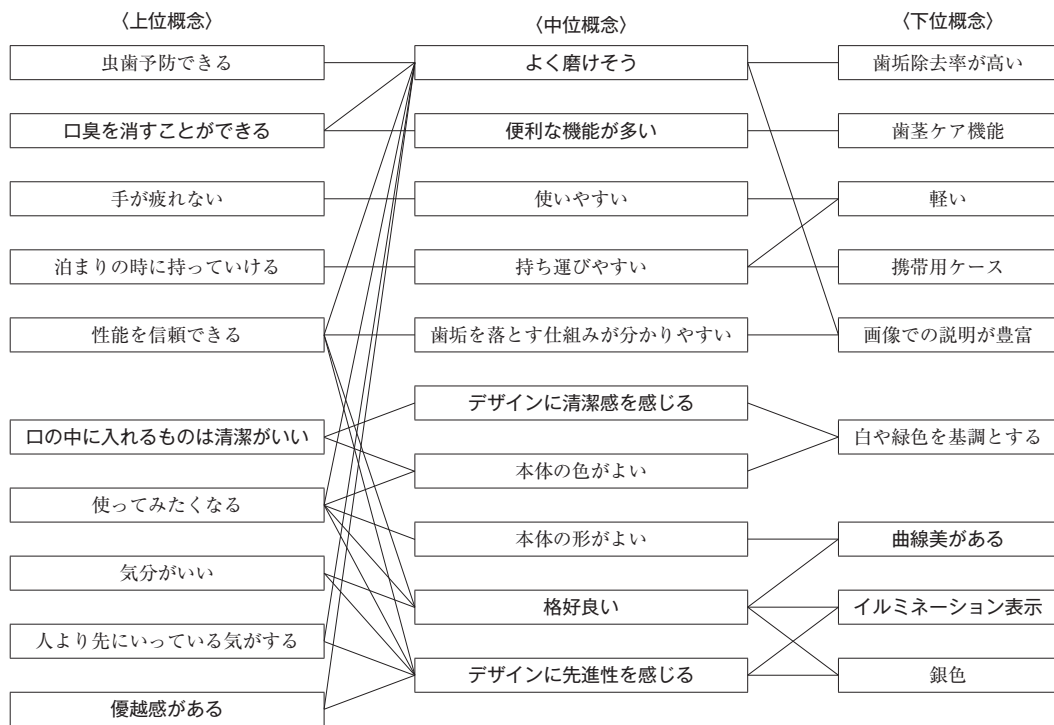 〈上位概念〉
〈中位概念〉
〈下位概念〉
虫歯予防できる
よく磨けそう
歯垢除去率が高い
口臭を消すことができる
便利な機能が多い
歯茎ケア機能
手が疲れない
使いやすい
軽い
泊まりの時に持っていける
持ち運びやすい
携帯用ケース
性能を信頼できる
歯垢を落とす仕組みが分かりやすい
画像での説明が豊富
デザインに清潔感を感じる
口の中に入れるものは清潔がいい
白や緑色を基調とする
本体の色がよい
使ってみたくなる
本体の形がよい
曲線美がある
気分がいい
格好良い
イルミネーション表示
人より先にいっている気がする
デザインに先進性を感じる
銀色
優越感がある